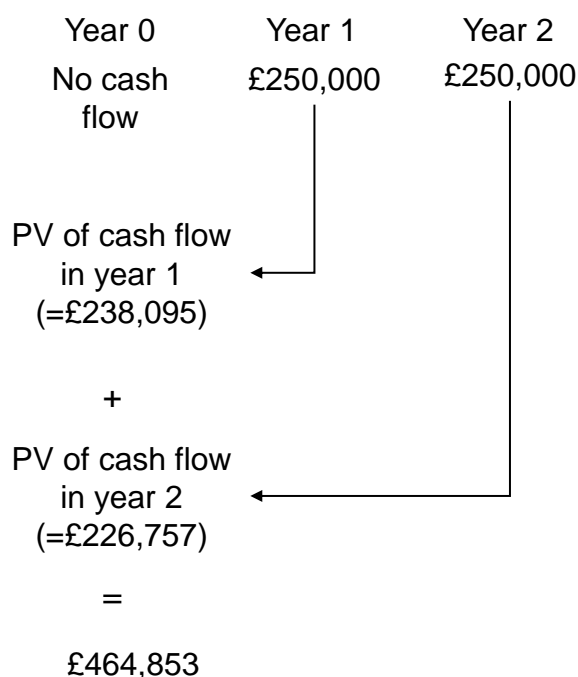 Year 0 Year 1 Year 2
No cash £250,000 £250,000
flow
PV of cash flow
in year 1
(=£238,095)
+
PV of cash flow
in year 2
(=£226,757)
=
£464,853